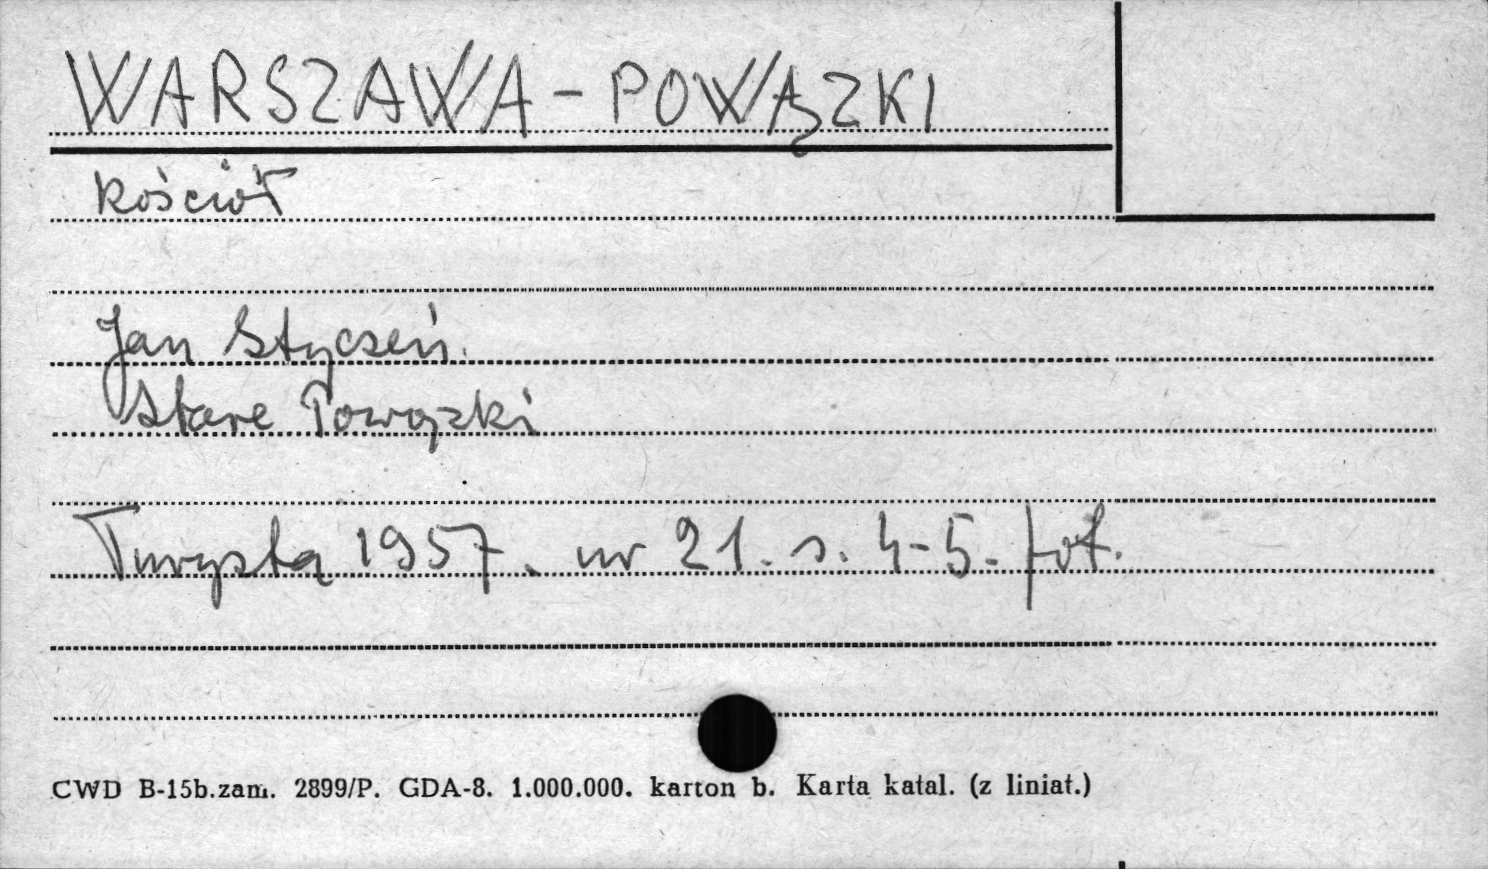 WARSZAWA - POWĄZKI
kościół
Jan Styczeń.
Stare Powązki
Turysta 1957. nr 21. s. 4-5. fot.
CWD B-15b.zam. 2899/P. GDA-8. 1.000.000. karton b. Karta katal. (z liniat.)